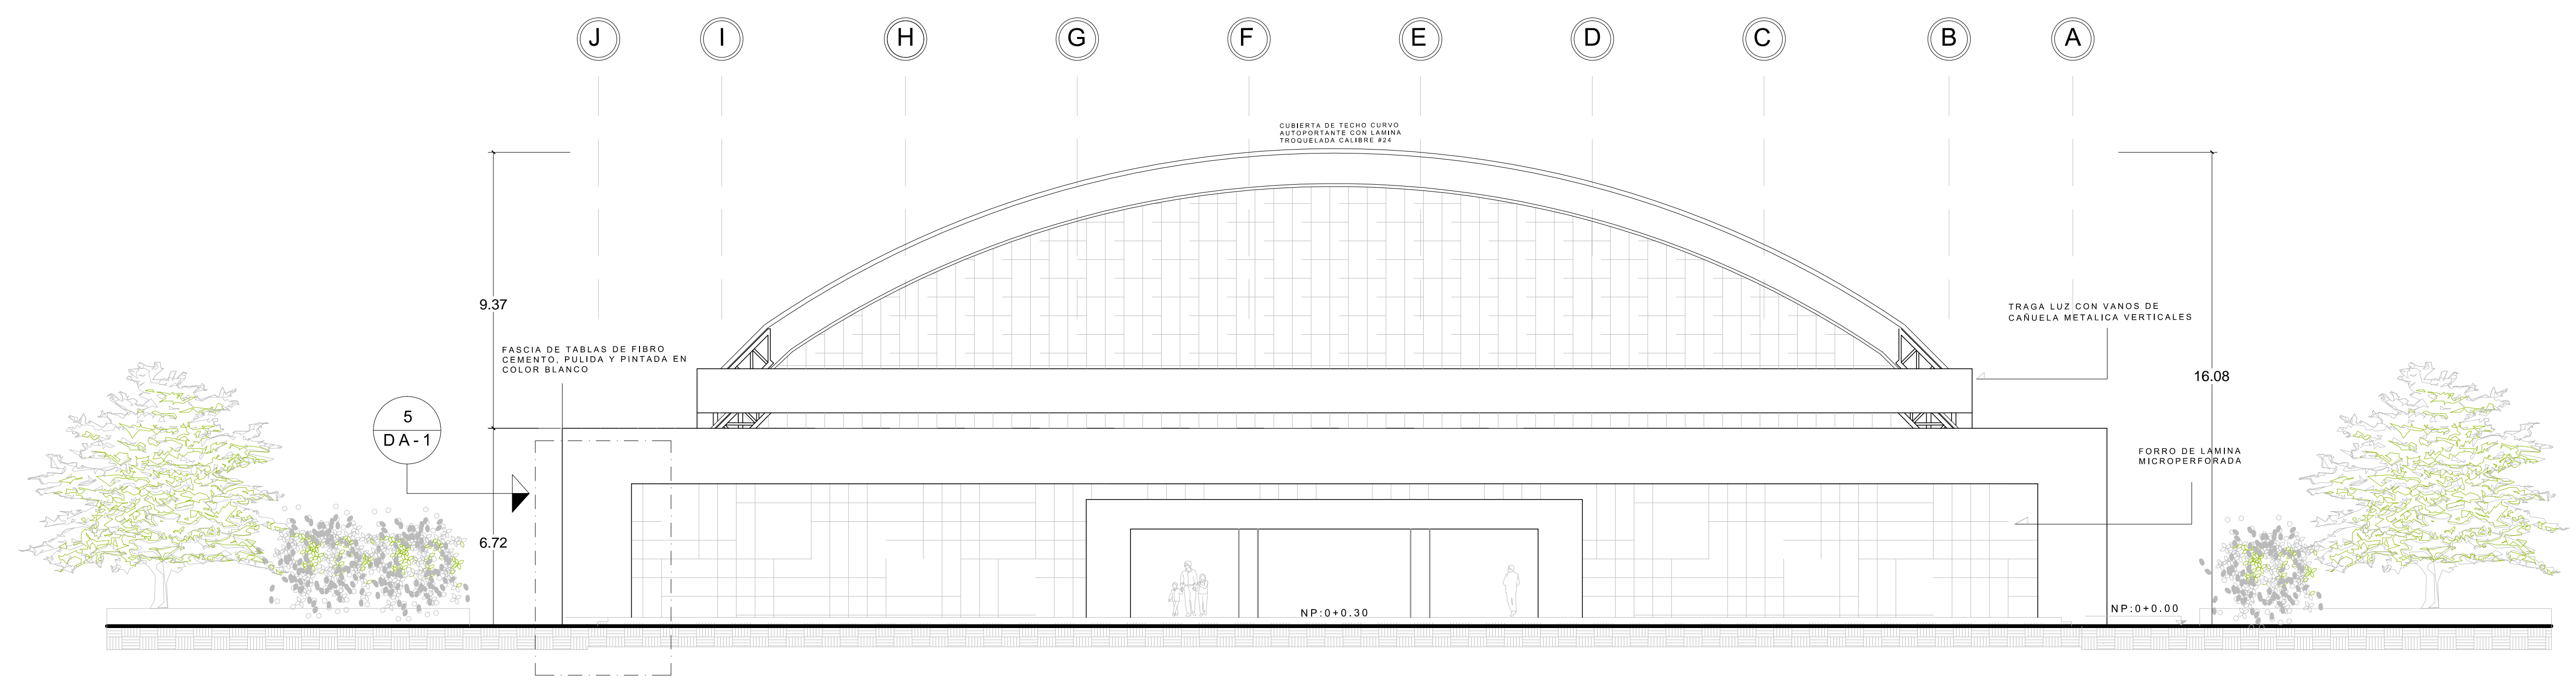 J I H G F E D C B A
CUBIERTA DE TECHO CURVO
AUTOPORTANTE CON LAMINA
TROQUELADA CALIBRE #24
9.37
TRAGA LUZ CON VANOS DE
CAÑUELA METALICA VERTICALES
FASCIA DE TABLAS DE FIBRO
CEMENTO, PULIDA Y PINTADA EN
COLOR BLANCO
16.08
5
DA-1
FORRO DE LAMINA
MICROPERFORADA
6.72
NP:0+0.30
NP:0+0.00